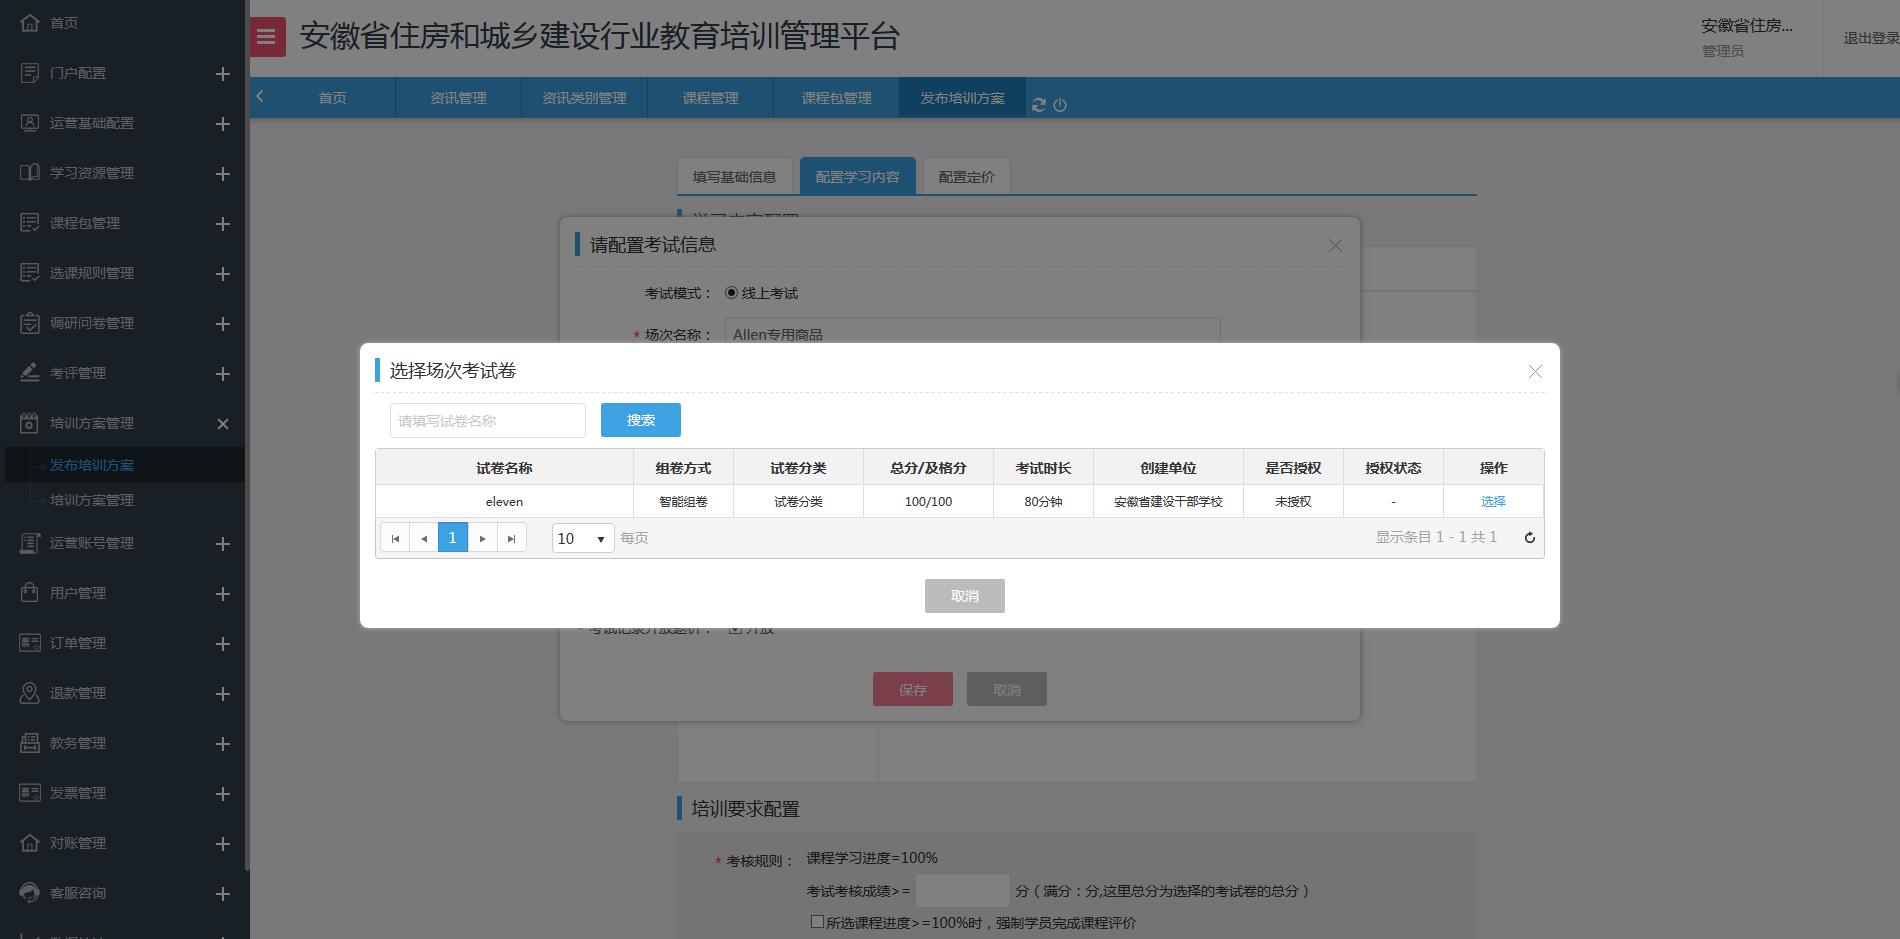 首页
门户配置
运营基础配置
学习资源管理
课程包管理
选课规则管理
调研问卷管理
考评管理
培训方案管理
发布培训方案
培训方案管理
运营账号管理
用户管理
订单管理
退款管理
教务管理
发票管理
对账管理
客服咨询
安徽省住房和城乡建设行业教育培训管理平台
安徽省住房...
管理员
退出登录
首页 资讯管理 资讯类别管理 课程管理 课程包管理 发布培训方案
填写基础信息 配置学习内容 配置定价
请配置考试信息
考试模式： 线上考试
* 场次名称： Allen专用商品
选择场次考试卷
请填写试卷名称 搜索
试卷名称 组卷方式 试卷分类 总分/及格分 考试时长 创建单位 是否授权 授权状态 操作
eleven 智能组卷 试卷分类 100/100 80分钟 安徽省建设干部学校 未授权 - 选择
1 10 每页 显示条目 1 - 1 共 1
取消
保存 取消
培训要求配置
* 考核规则： 课程学习进度=100%
考试考核成绩>= 分（满分：分,这里总分为选择的考试卷的总分）
所选课程进度>=100%时，强制学员完成课程评价